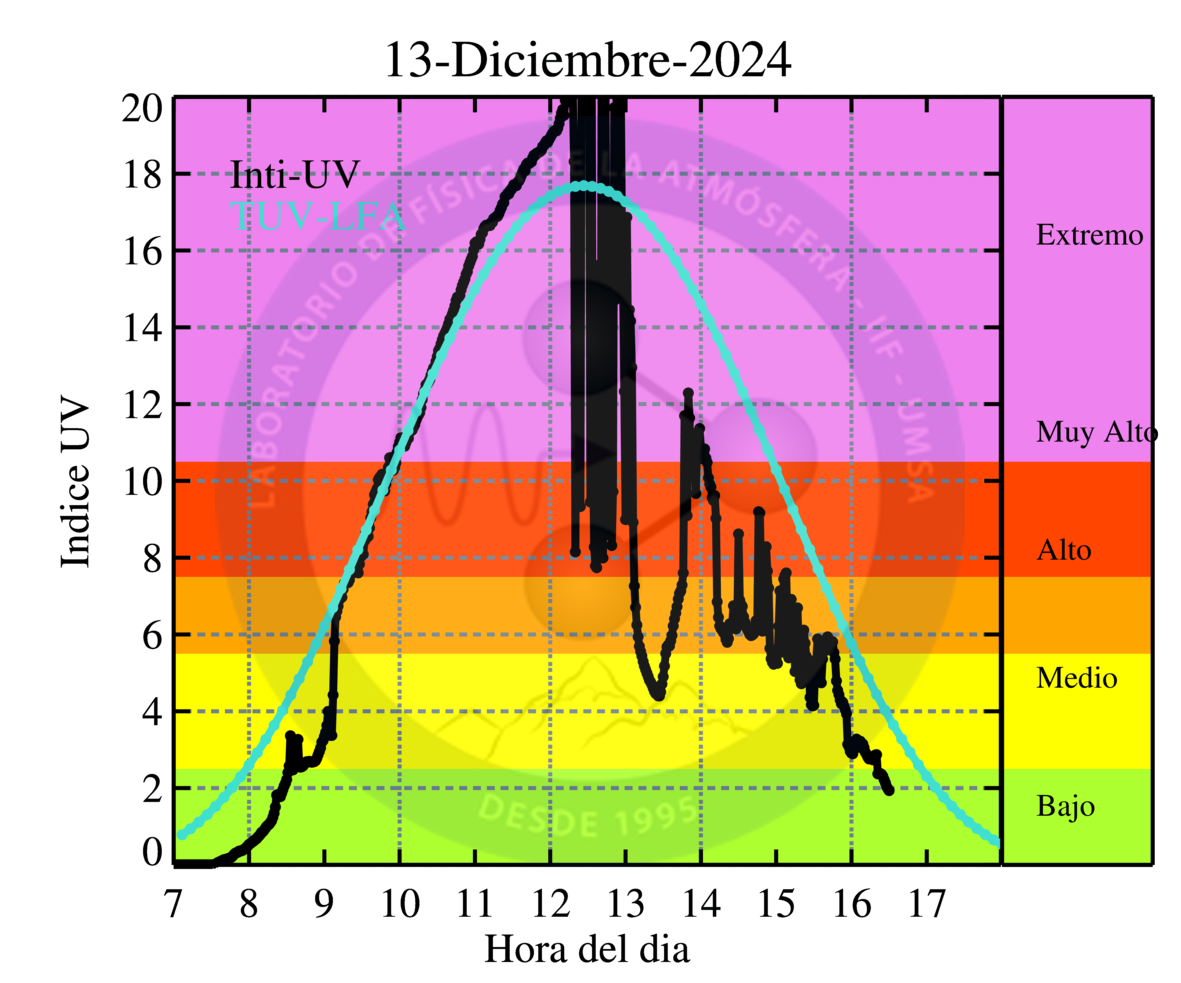 13-Diciembre-2024
Indice UV
20
18
16
14
12
10
8
6
4
2
0
Inti-UV
TUV-LFA
LABORATORIO DE FÍSICA DE LA ATMÓSFERA - IIF - UMSA
DESDE 1995
Extremo
Muy Alto
Alto
Medio
Bajo
7 8 9 10 11 12 13 14 15 16 17
Hora del dia